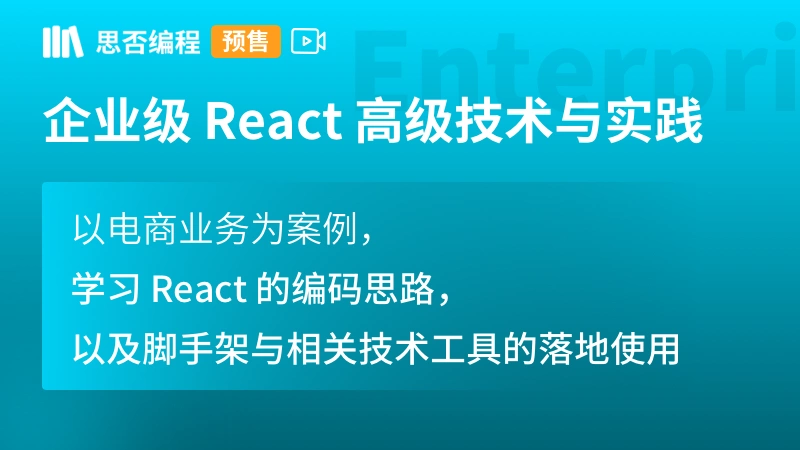 思否编程 预售
Enterpri
企业级 React 高级技术与实践
以电商业务为案例，
学习 React 的编码思路，
以及脚手架与相关技术工具的落地使用